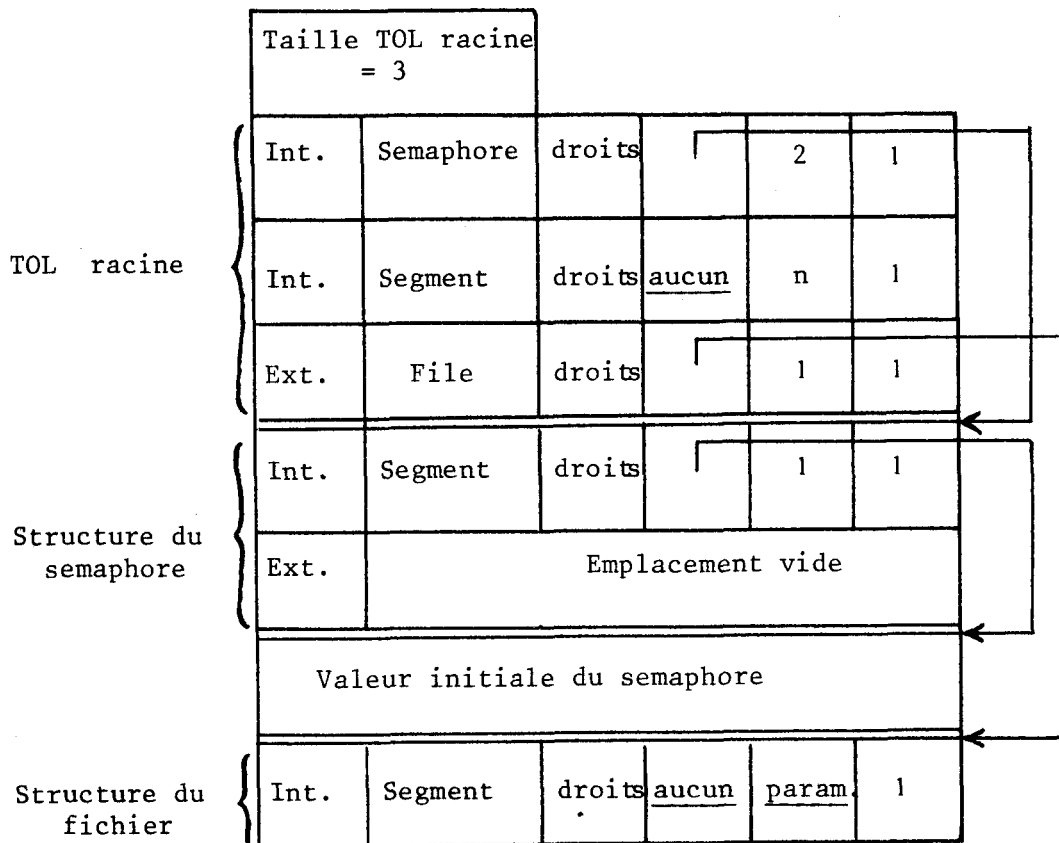 Taille TOL racine
= 3
TOL racine
Int. Semaphore droits 2 1
Int. Segment droits aucun n 1
Ext. File droits 1 1
Structure du
semaphore
Int. Segment droits 1 1
Ext. Emplacement vide
Valeur initiale du semaphore
Structure du
fichier
Int. Segment droits aucun param. 1